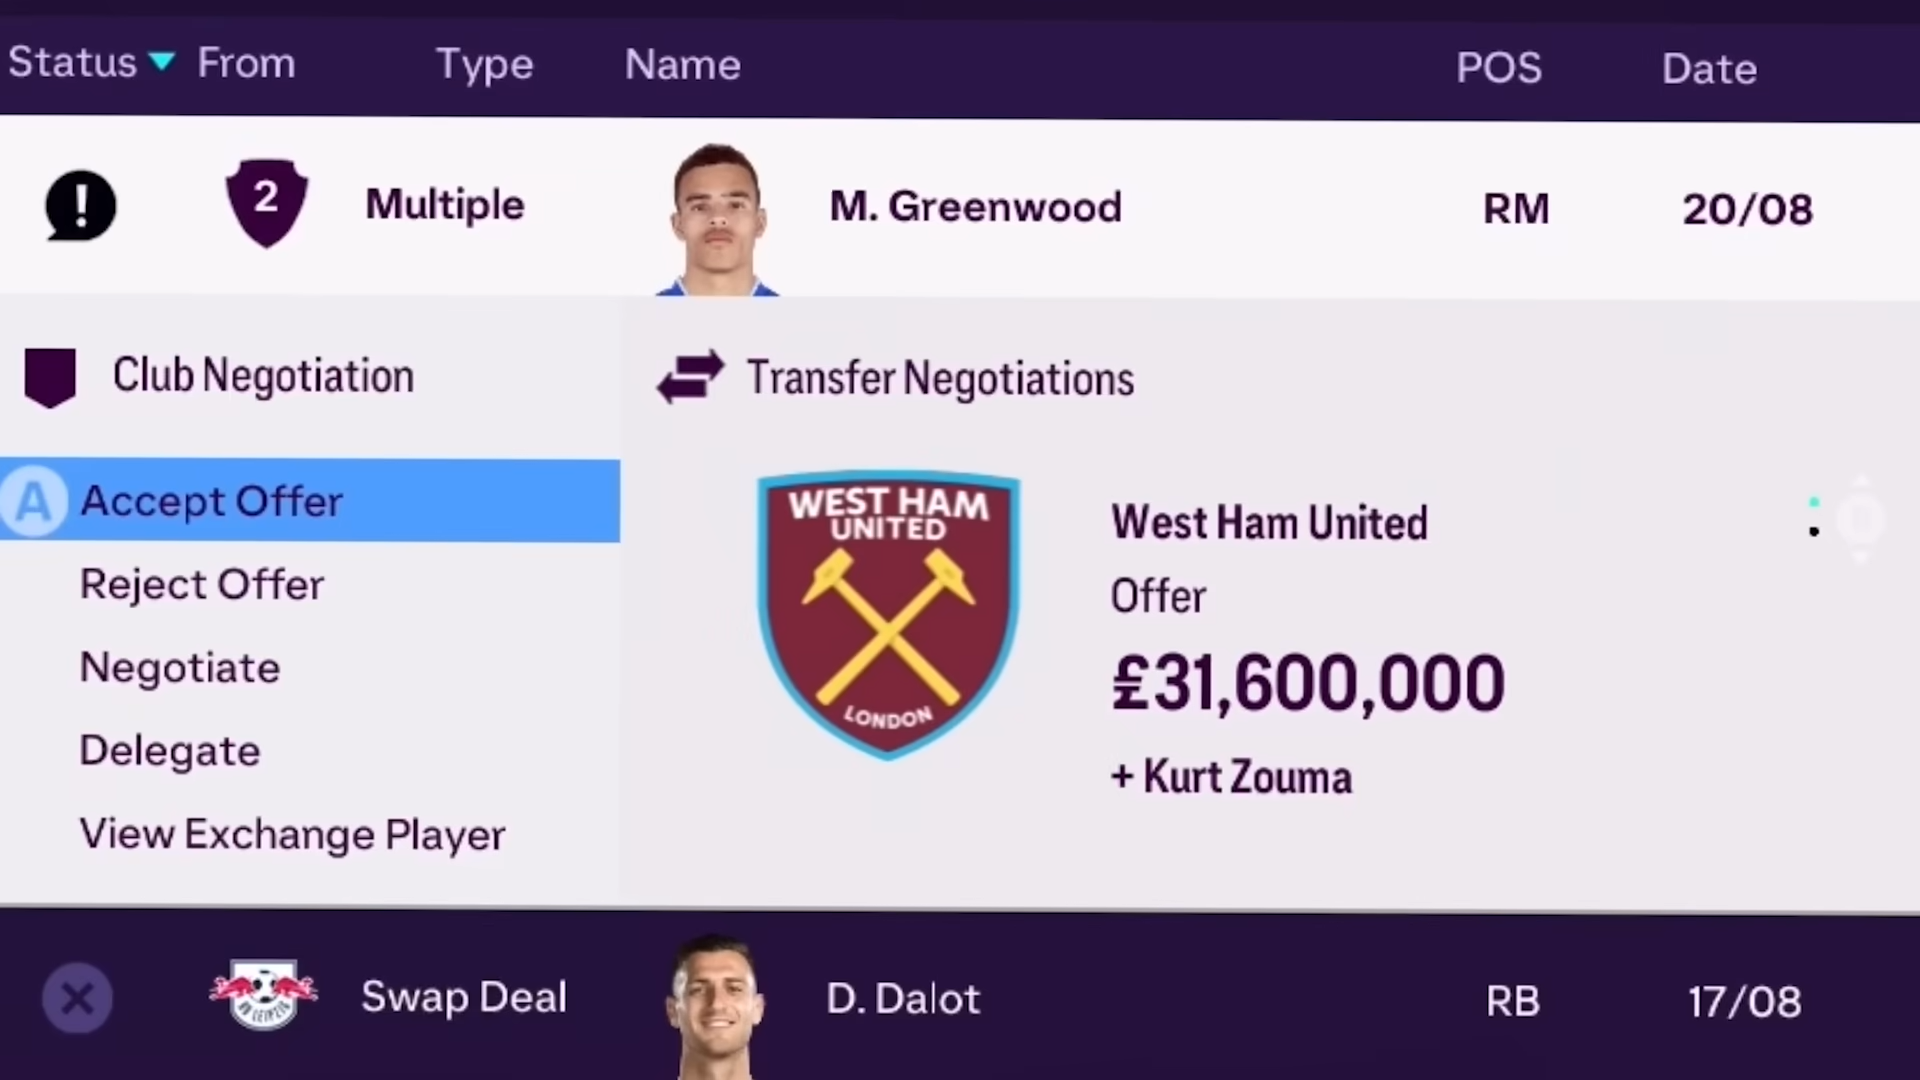 Status From Type Name POS Date
2 Multiple M. Greenwood RM 20/08
Club Negotiation
Transfer Negotiations
A Accept Offer
Reject Offer
Negotiate
Delegate
View Exchange Player
WEST HAM
UNITED
LONDON
West Ham United
Offer
£31,600,000
+ Kurt Zouma
Swap Deal D. Dalot RB 17/08